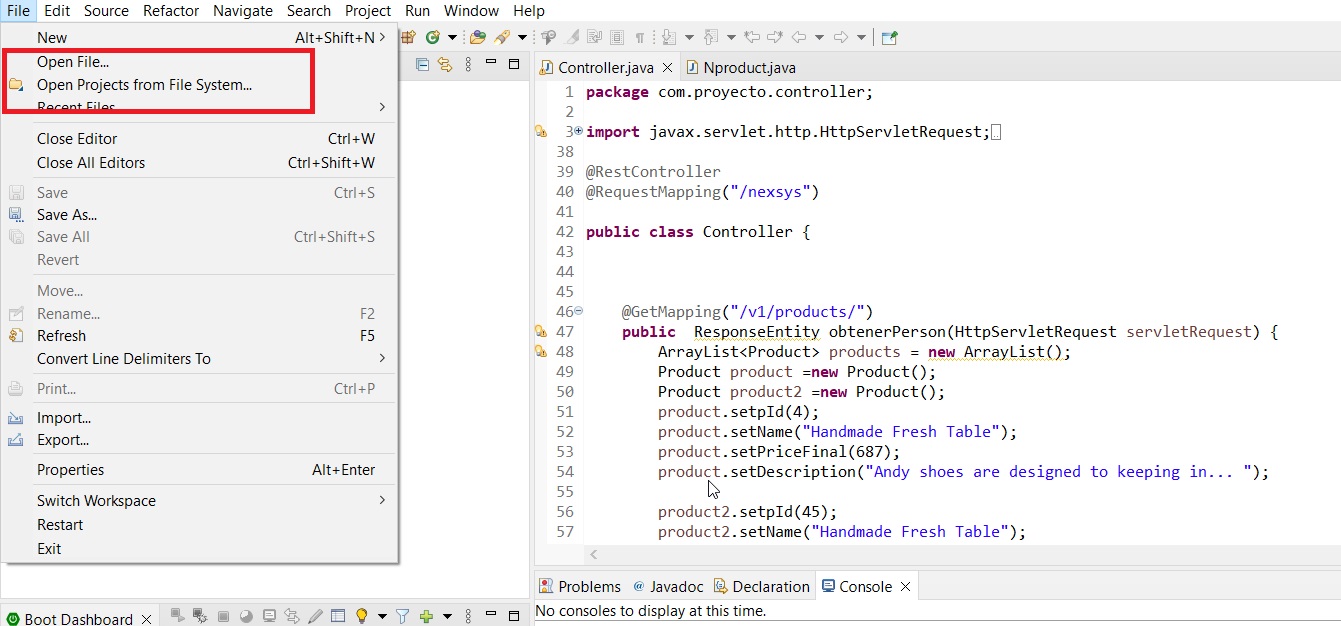 File Edit Source Refactor Navigate Search Project Run Window Help
New Alt+Shift+N >
Open File...
Open Projects from File System...
Recent Files >
Close Editor Ctrl+W
Close All Editors Ctrl+Shift+W
Save Ctrl+S
Save As...
Save All Ctrl+Shift+S
Revert
Move...
Rename... F2
Refresh F5
Convert Line Delimiters To >
Print... Ctrl+P
Import...
Export...
Properties Alt+Enter
Switch Workspace >
Restart
Exit
Boot Dashboard
Controller.java Nproduct.java
1 package com.proyecto.controller;
2
3 import javax.servlet.http.HttpServletRequest;
38
39 @RestController
40 @RequestMapping("/nexsys")
41
42 public class Controller {
43
44
45
46 @GetMapping("/v1/products/")
47 public  ResponseEntity obtenerPerson(HttpServletRequest servletRequest) {
48 ArrayList<Product> products = new ArrayList();
49 Product product =new Product();
50 Product product2 =new Product();
51 product.setpId(4);
52 product.setName("Handmade Fresh Table");
53 product.setPriceFinal(687);
54 product.setDescription("Andy shoes are designed to keeping in... ");
55
56 product2.setpId(45);
57 product2.setName("Handmade Fresh Table");
Problems @ Javadoc Declaration Console
No consoles to display at this time.